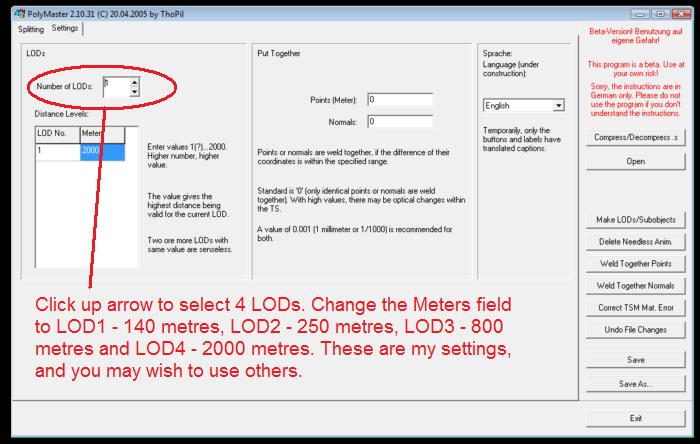 PolyMaster 2.10.31 (C) 20.04.2005 by ThoPil
Splitting Settings
LODs
Number of LODs: 1
Distance Levels:
LOD No. Meter
1 2000
Enter values 1(?)...2000.
Higher number, higher
value.
The value gives the
highest distance being
valid for the current LOD.
Two ore more LODs with
same value are senseless.
Put Together
Points (Meter): 0
Normals: 0
Points or normals are weld together, if the difference of their
coordinates is within the specified range.
Standard is '0' (only identical points or normals are weld
together). With high values, there may be optical changes within
the TS.
A value of 0.001 (1 millimeter or 1/1000) is recommended for
both.
Sprache:
Language (under
construction):
English
Temporarily, only the
buttons and labels have
translated captions.
Beta-Version! Benutzung auf
eigene Gefahr!
This program is a beta. Use at
your own risk!
Sorry, the instructions are in
German only. Please do not
use the program if you don't
understand the instructions.
Compress/Decompress .s
Open
Make LODs/Subobjects
Delete Needless Anim.
Weld Together Points
Weld Together Normals
Correct TSM Mat. Error
Undo File Changes
Save
Save As...
Exit
Click up arrow to select 4 LODs. Change the Meters field
to LOD1 - 140 metres, LOD2 - 250 metres, LOD3 - 800
metres and LOD4 - 2000 metres. These are my settings,
and you may wish to use others.